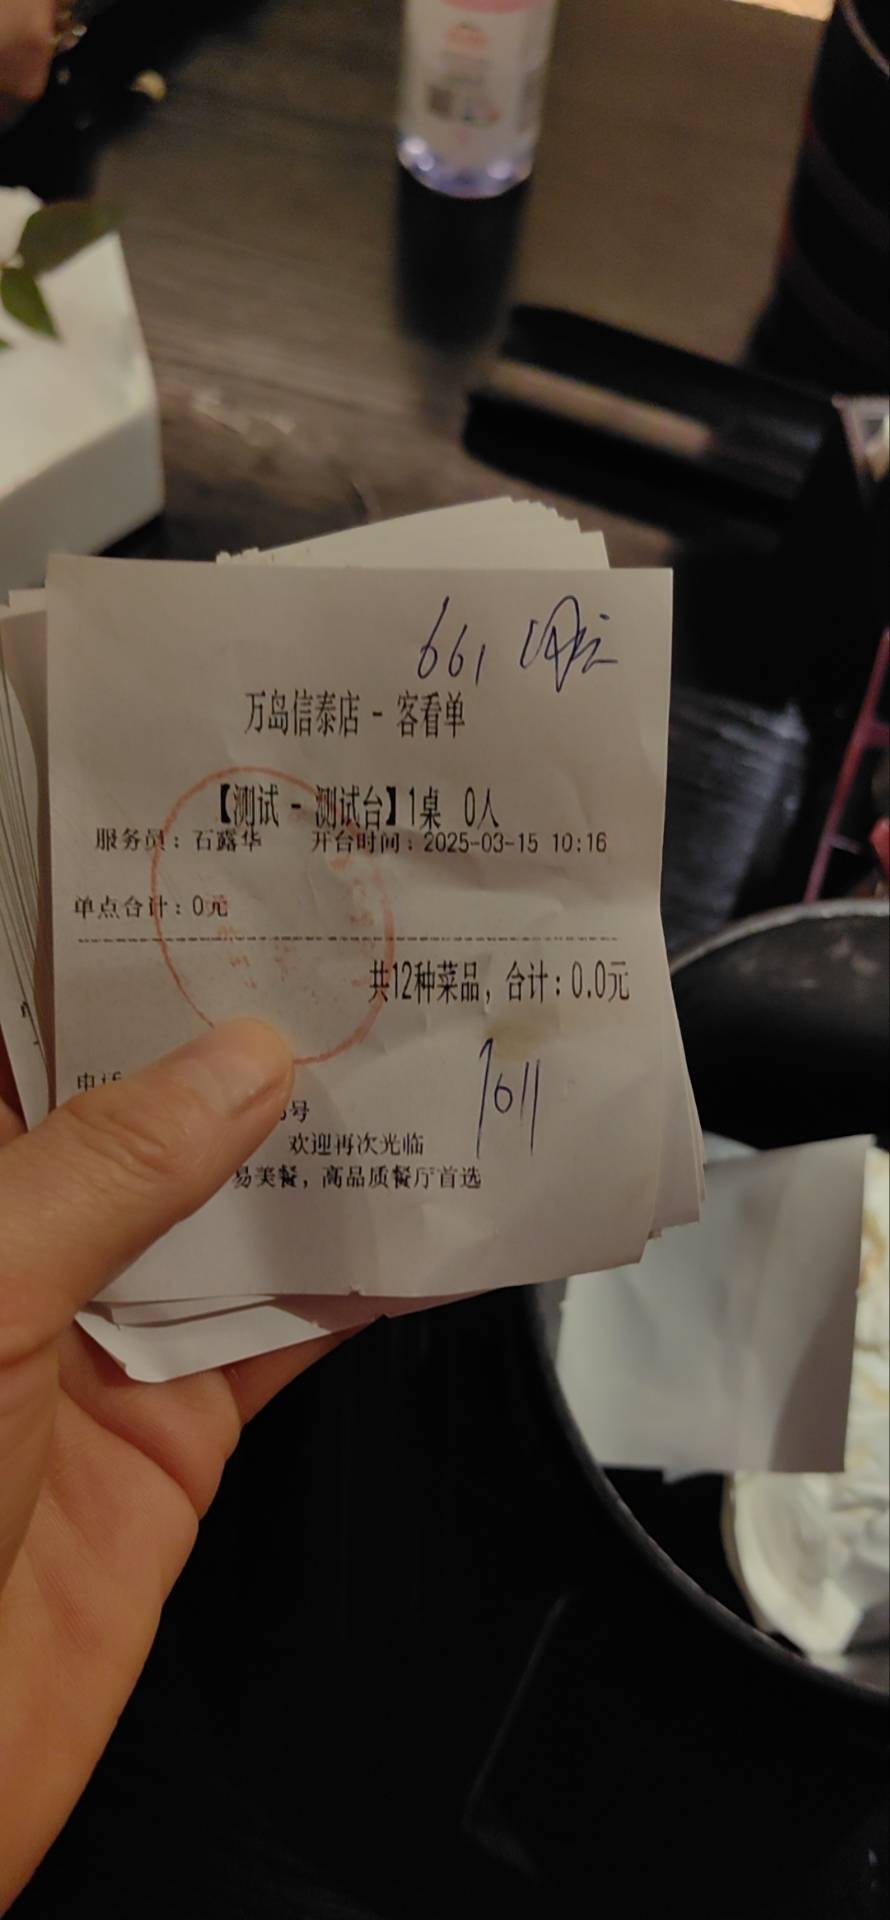 661
万岛信泰店 - 客看单
【测试 - 测试台】1桌 0人
服务员：石露华 开台时间：2025-03-15 10:16
单点合计：0元
共12种菜品，合计：0.0元
电话
号
欢迎再次光临
易美餐，高品质餐厅首选